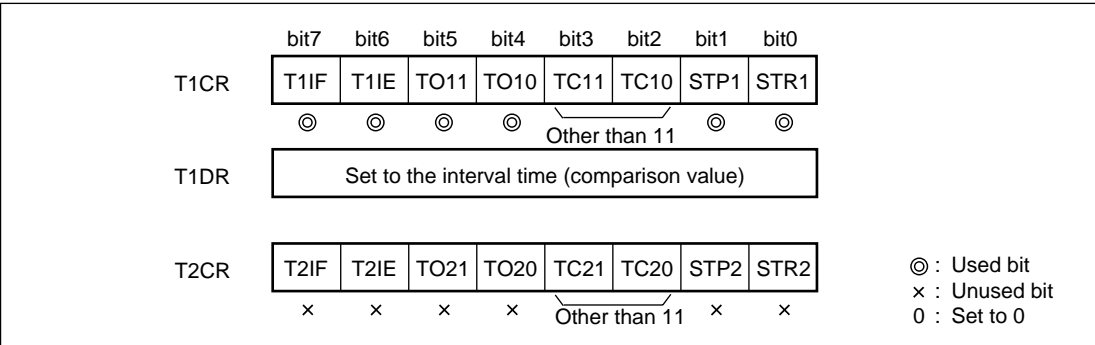 bit7 bit6 bit5 bit4 bit3 bit2 bit1 bit0
T1CR T1IF T1IE TO11 TO10 TC11 TC10 STP1 STR1
◎ ◎ ◎ ◎ Other than 11 ◎ ◎
T1DR Set to the interval time (comparison value)
T2CR T2IF T2IE TO21 TO20 TC21 TC20 STP2 STR2
× × × × Other than 11 × ×
◎ : Used bit
× : Unused bit
0 : Set to 0